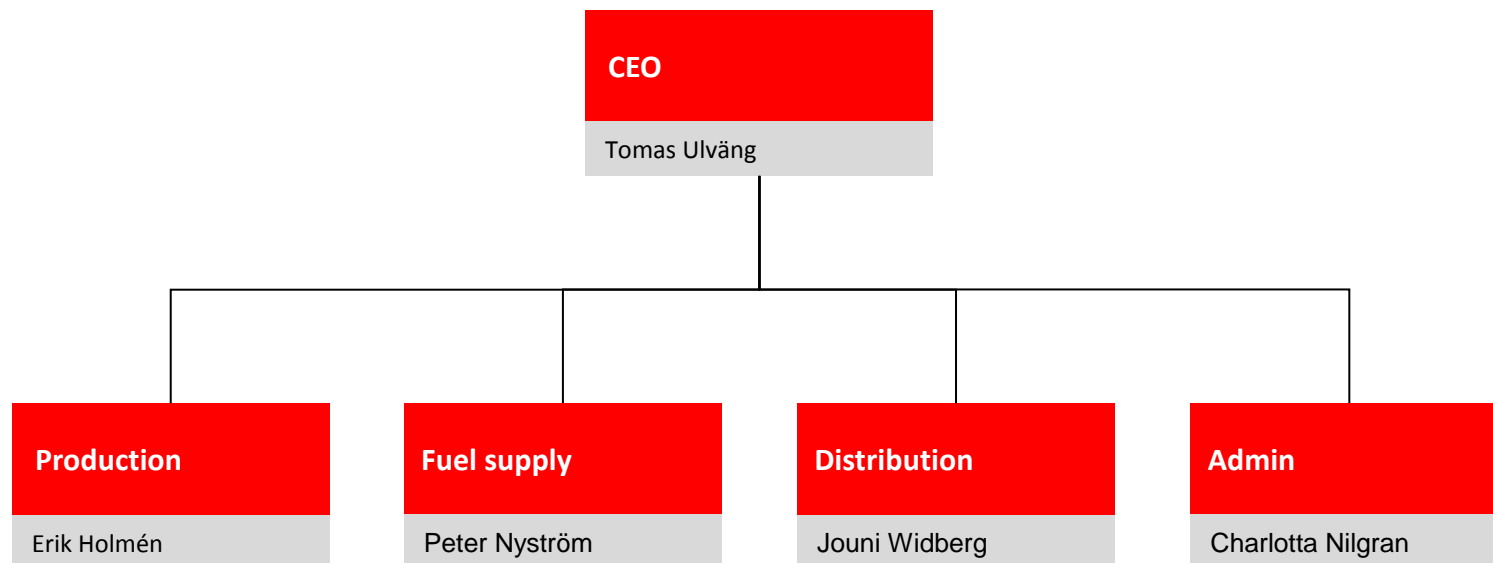 CEO
Tomas Ulväng
Production
Erik Holmén
Fuel supply
Peter Nyström
Distribution
Jouni Widberg
Admin
Charlotta Nilgran